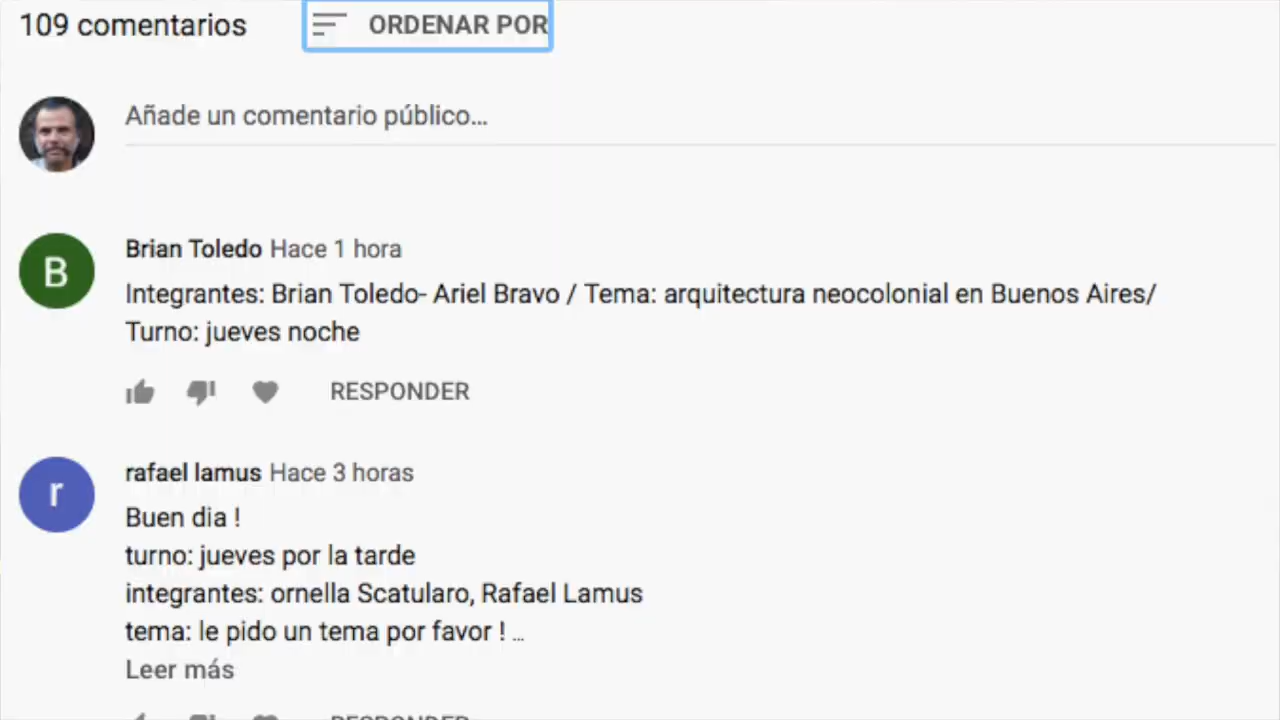 109 comentarios
ORDENAR POR
Añade un comentario público...
B
Brian Toledo Hace 1 hora
Integrantes: Brian Toledo- Ariel Bravo / Tema: arquitectura neocolonial en Buenos Aires/
Turno: jueves noche
RESPONDER
r
rafael lamus Hace 3 horas
Buen dia !
turno: jueves por la tarde
integrantes: ornella Scatularo, Rafael Lamus
tema: le pido un tema por favor ! ...
Leer más
RESPONDER